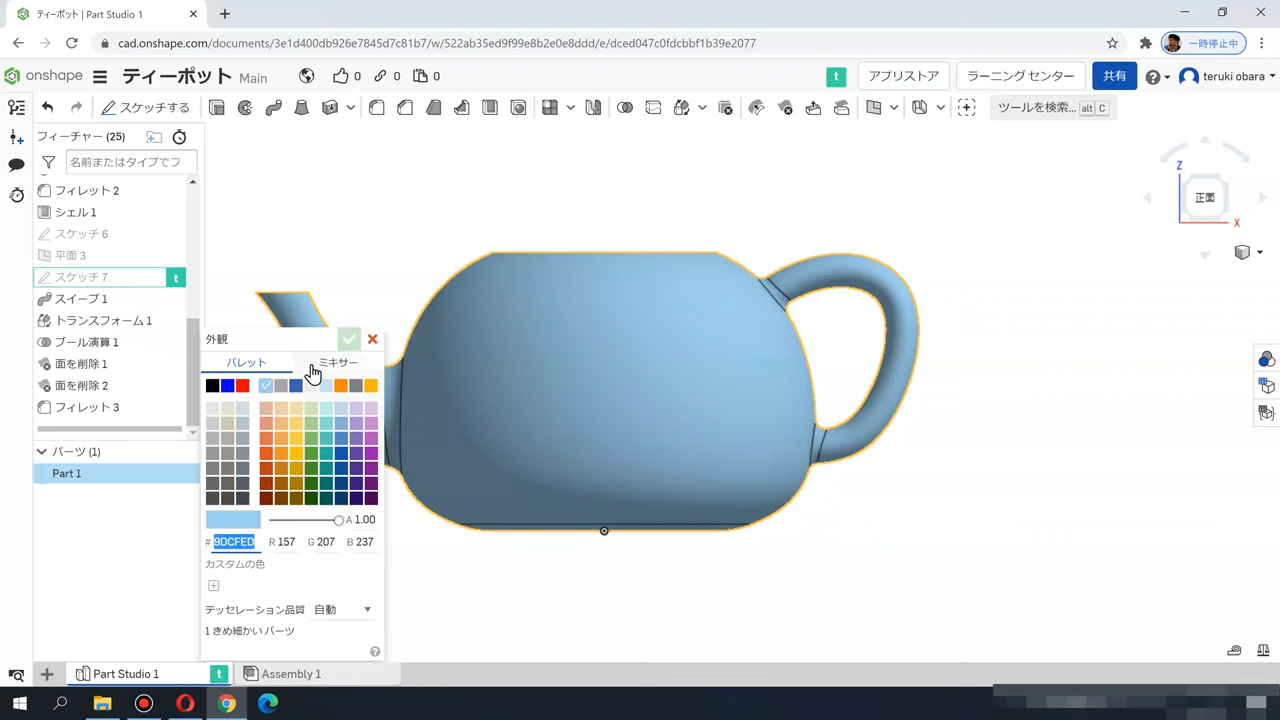 ティーポット | Part Studio 1
cad.onshape.com/documents/3e1d400db926e7845d7c81b7/w/522ab35a4f989e8b2e0e8ddd/e/dced047c0fdcbbf1b39e2077
一時停止中
onshape
ティーポット Main
0
0
0
t
アプリストア
ラーニング センター
共有
teruki obara
スケッチする
ツールを検索... alt C
フィーチャー (25)
名前またはタイプでフ
フィレット 2
シェル 1
スケッチ 6
平面 3
スケッチ 7
t
スイープ 1
トランスフォーム 1
ブール演算 1
面を削除 1
面を削除 2
フィレット 3
パーツ (1)
Part 1
Z
正面
X
外観
パレット
ミキサー
A 1.00
# 9DCFED R 157 G 207 B 237
カスタムの色
テッセレーション品質 自動
1 きめ細かい パーツ
Part Studio 1
t
Assembly 1